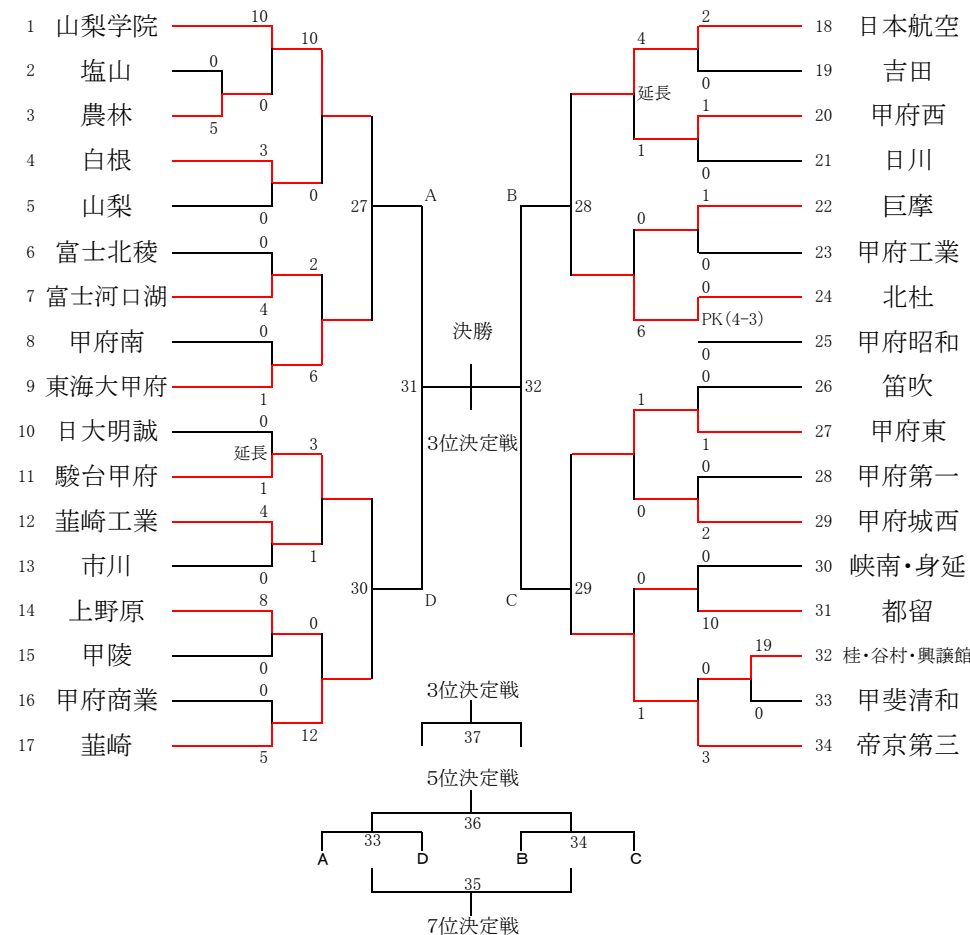 1 山梨学院 10
2 塩山 0
3 農林 5
0
10
4 白根 3
5 山梨 0
0
27
6 富士北稜 0
7 富士河口湖 4
2
8 甲府南 0
9 東海大甲府 1
6
10 日大明誠 0
延長
11 駿台甲府 1
3
12 韮崎工業 4
13 市川 0
1
30
14 上野原 8
15 甲陵 0
0
16 甲府商業 0
17 韮崎 5
12
A
31
D
決勝
3位決定戦
B
32
C
2 18 日本航空
0 19 吉田
4
延長
1 20 甲府西
0 21 日川
1
28
1 22 巨摩
0 23 甲府工業
0
0 24 北杜
PK(4-3)
0 25 甲府昭和
6
0 26 笛吹
1 27 甲府東
1
0 28 甲府第一
2 29 甲府城西
0
29
0 30 峡南・身延
10 31 都留
0
19 32 桂・谷村・興譲館
0 33 甲斐清和
0
3 34 帝京第三
1
3位決定戦
37
5位決定戦
36
33 34
A D B C
35
7位決定戦